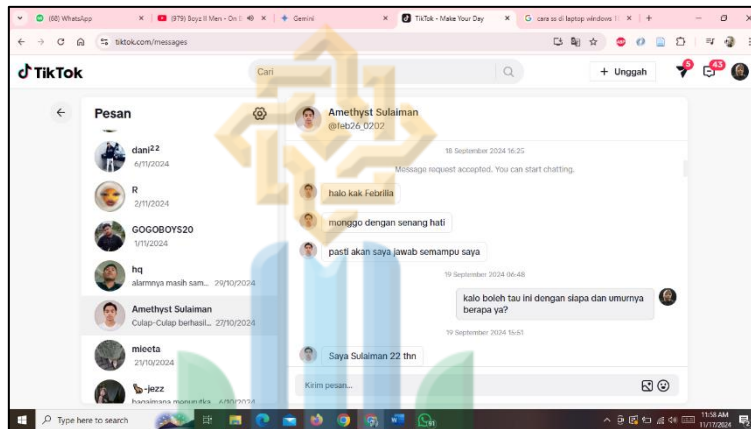 (68) WhatsApp
(979) Boyz II Men - On
Gemini
TikTok - Make Your Day
cara ss di laptop windows
tiktok.com/messages
TikTok
Cari
+ Unggah
5
43
Pesan
dani²²
6/11/2024
R
2/11/2024
GOGOBOYS20
1/11/2024
hq
alamnya masih sam... 29/10/2024
Amethyst Sulaiman
Culap-Culap berhasil... 27/10/2024
mieeta
21/10/2024
-jezz
6/10/2024
Amethyst Sulaiman
@feb26_0202
18 September 2024 16:25
Message request accepted. You can start chatting.
halo kak Febrilia
monggo dengan senang hati
pasti akan saya jawab semampu saya
19 September 2024 06:48
kalo boleh tau ini dengan siapa dan umurnya
berapa ya?
19 September 2024
Saya Sulaiman 22 thn
Kirim pesan...
Type here to search
11:58 AM
11/17/2024